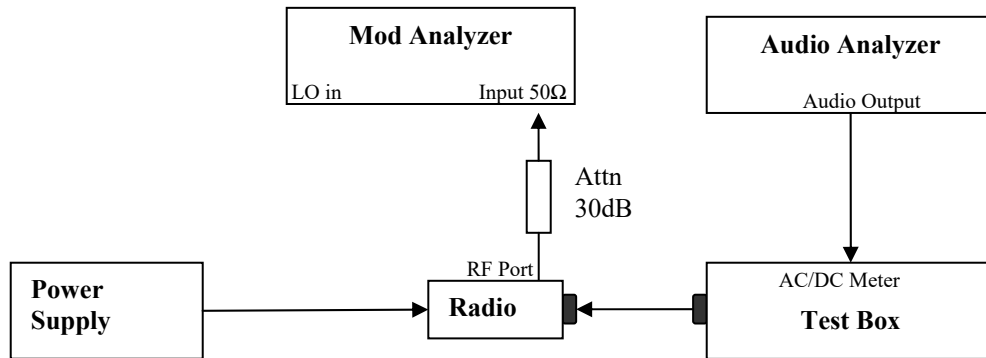 Mod Analyzer
LO in
Input 50Ω
Audio Analyzer
Audio Output
Attn
30dB
RF Port
Power
Supply
Radio
AC/DC Meter
Test Box